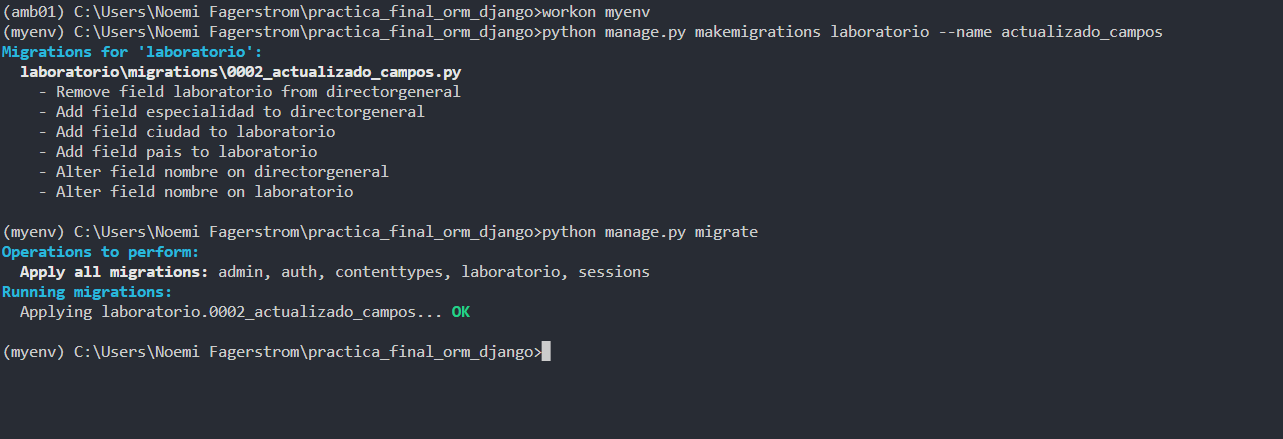 (amb01) C:\Users\Noemi Fagerstrom\practica_final_orm_django>workon myenv
(myenv) C:\Users\Noemi Fagerstrom\practica_final_orm_django>python manage.py makemigrations laboratorio --name actualizado_campos
Migrations for 'laboratorio':
  laboratorio\migrations\0002_actualizado_campos.py
    - Remove field laboratorio from directorgeneral
    - Add field especialidad to directorgeneral
    - Add field ciudad to laboratorio
    - Add field pais to laboratorio
    - Alter field nombre on directorgeneral
    - Alter field nombre on laboratorio
(myenv) C:\Users\Noemi Fagerstrom\practica_final_orm_django>python manage.py migrate
Operations to perform:
  Apply all migrations: admin, auth, contenttypes, laboratorio, sessions
Running migrations:
  Applying laboratorio.0002_actualizado_campos... OK
(myenv) C:\Users\Noemi Fagerstrom\practica_final_orm_django>